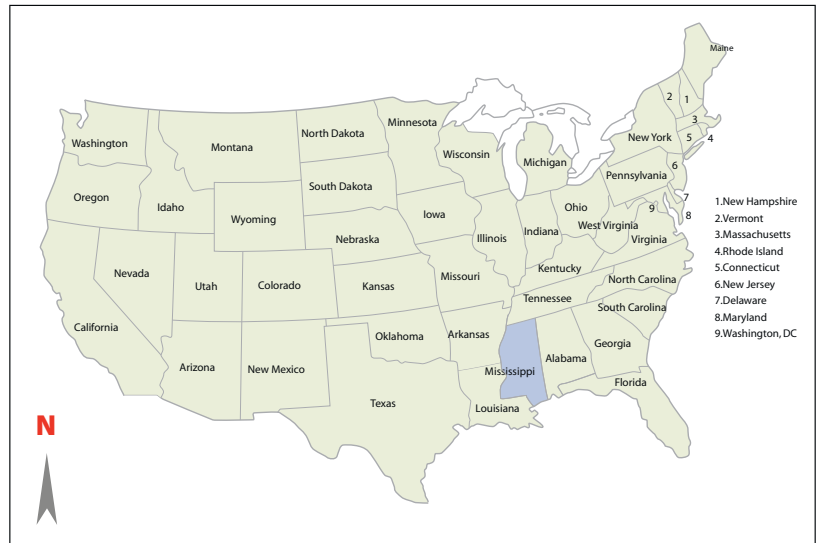 Maine
Washington
Montana
North Dakota
Minnesota
2
1
3
4
5
New York
Wisconsin
Michigan
6
Pennsylvania
Oregon
Idaho
South Dakota
Wyoming
Iowa
Ohio
7
8
9
West Virginia
Virginia
Illinois
Indiana
Nebraska
Nevada
Utah
Colorado
Kansas
Missouri
Kentucky
North Carolina
Tennessee
South Carolina
California
Oklahoma
Arkansas
Georgia
Alabama
Arizona
New Mexico
Mississippi
Florida
Texas
Louisiana
1.New Hampshire
2.Vermont
3.Massachusetts
4.Rhode Island
5.Connecticut
6.New Jersey
7.Delaware
8.Maryland
9.Washington, DC
N